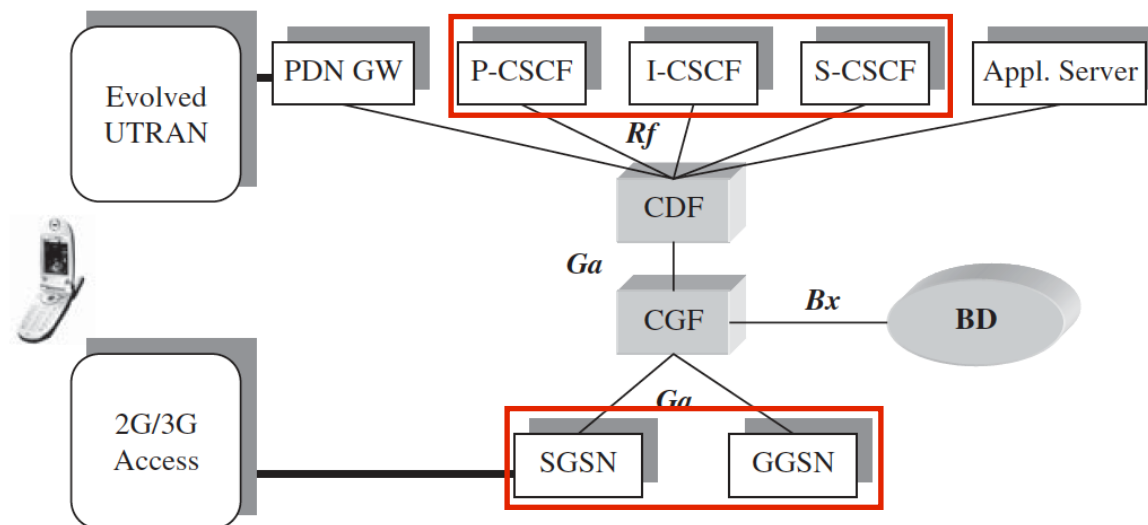 PDN GW
P-CSCF
I-CSCF
S-CSCF
Appl. Server
Evolved
UTRAN
Rf
CDF
Ga
CGF
Bx
BD
Ga
2G/3G
Access
SGSN
GGSN